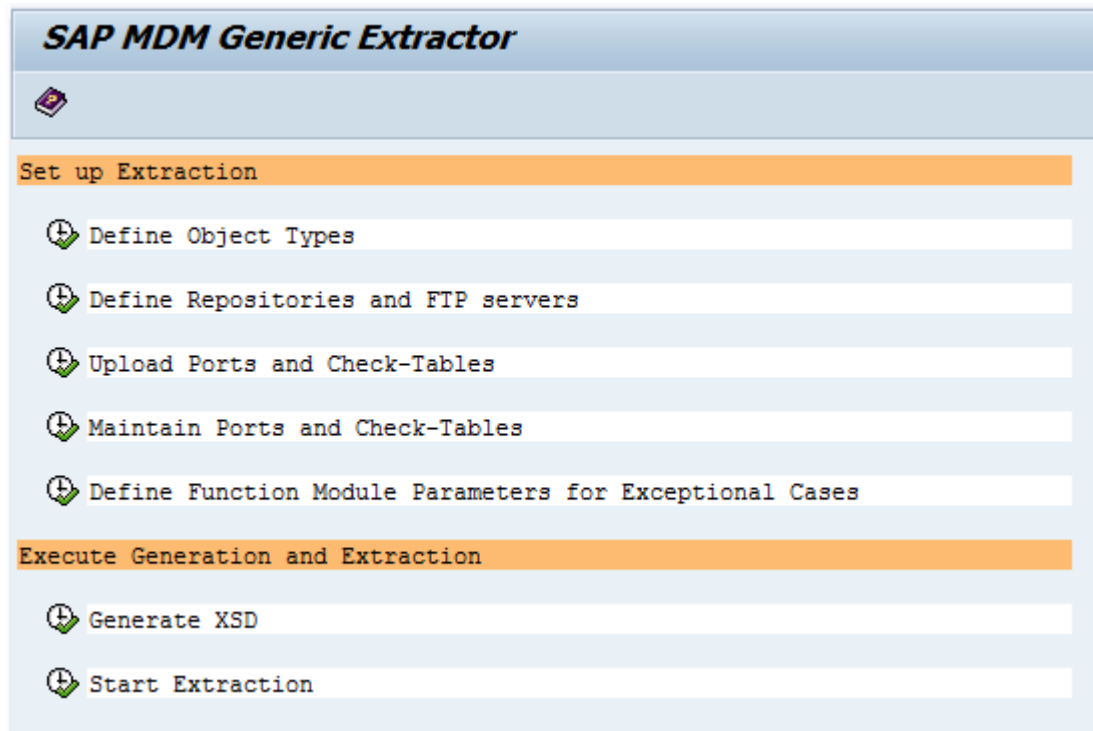 SAP MDM Generic Extractor
Set up Extraction
Define Object Types
Define Repositories and FTP servers
Upload Ports and Check-Tables
Maintain Ports and Check-Tables
Define Function Module Parameters for Exceptional Cases
Execute Generation and Extraction
Generate XSD
Start Extraction